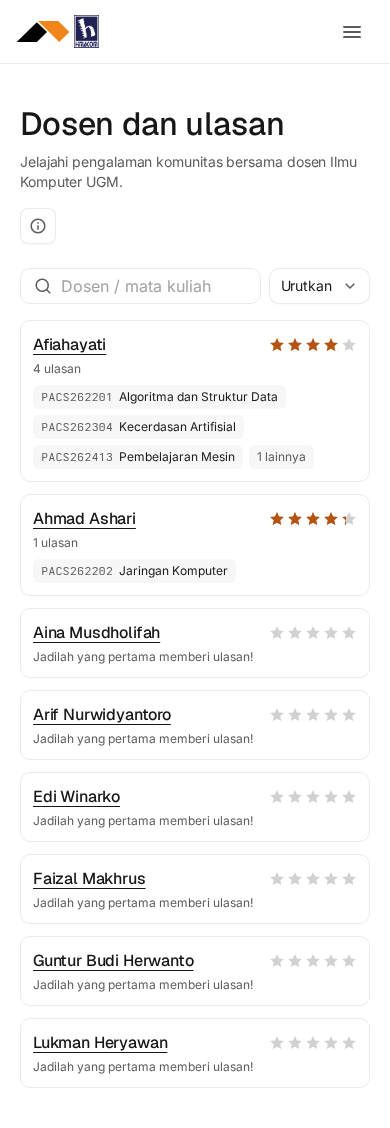 Dosen dan ulasan
Jelajahi pengalaman komunitas bersama dosen Ilmu
Komputer UGM.
Dosen / mata kuliah
Urutkan
Afiahayati
4 ulasan
PACS262201 Algoritma dan Struktur Data
PACS262304 Kecerdasan Artifisial
PACS262413 Pembelajaran Mesin
1 lainnya
Ahmad Ashari
1 ulasan
PACS262202 Jaringan Komputer
Aina Musdholifah
Jadilah yang pertama memberi ulasan!
Arif Nurwidyantoro
Jadilah yang pertama memberi ulasan!
Edi Winarko
Jadilah yang pertama memberi ulasan!
Faizal Makhrus
Jadilah yang pertama memberi ulasan!
Guntur Budi Herwanto
Jadilah yang pertama memberi ulasan!
Lukman Heryawan
Jadilah yang pertama memberi ulasan!